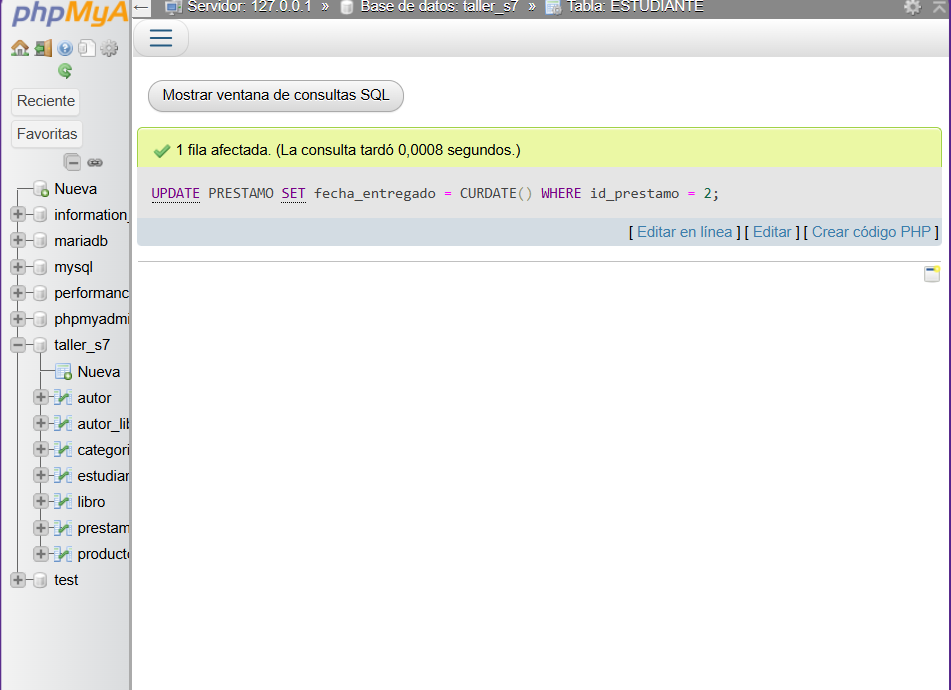 phpMyA
Servidor: 127.0.0.1 » Base de datos: taller_s7 » Tabla: ESTUDIANTE
Reciente
Favoritas
Nueva
information_
mariadb
mysql
performanc
phpmyadmi
taller_s7
Nueva
autor
autor_lib
categori
estudian
libro
prestam
producto
test
Mostrar ventana de consultas SQL
1 fila afectada. (La consulta tardó 0,0008 segundos.)
UPDATE PRESTAMO SET fecha_entregado = CURDATE() WHERE id_prestamo = 2;
[ Editar en línea ] [ Editar ] [ Crear código PHP ]